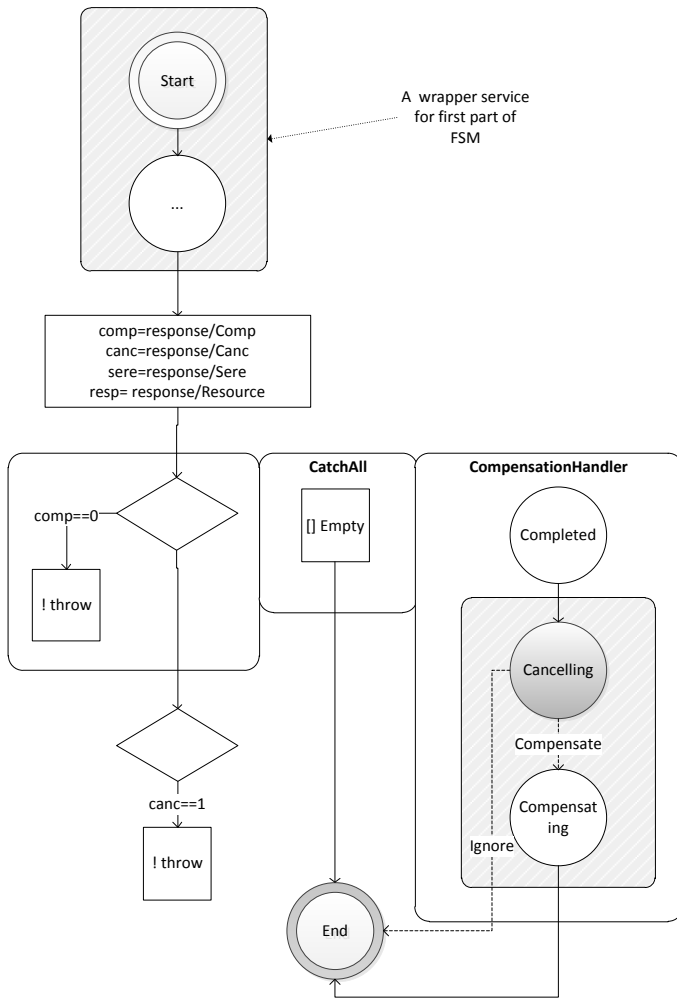 Start
A wrapper service
for first part of
FSM
...
comp=response/Comp
canc=response/Canc
sere=response/Sere
resp= response/Resource
CatchAll
CompensationHandler
comp==0
[] Empty
Completed
! throw
Cancelling
Compensate
canc==1
Compensat
ing
! throw
Ignore
End